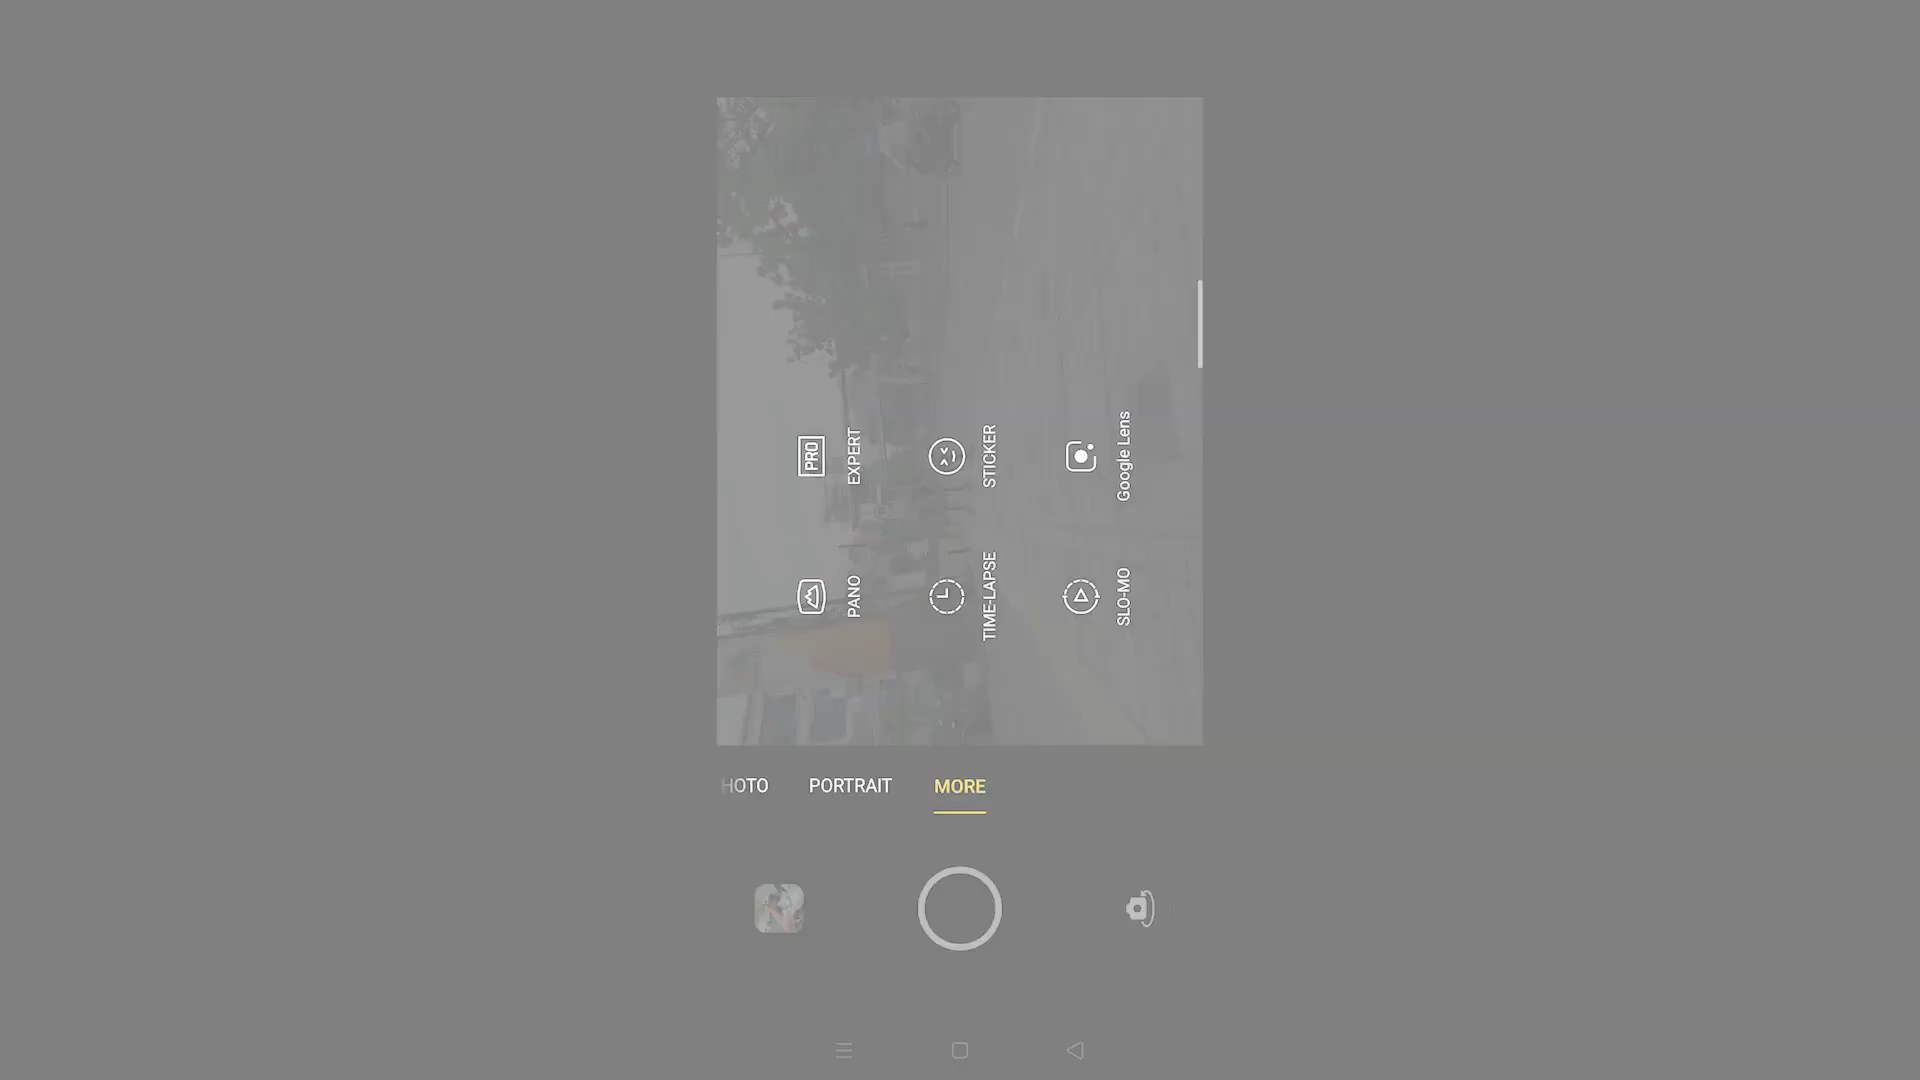 PRO
EXPERT
STICKER
Google Lens
PANO
TIME-LAPSE
SLO-MO
HOTO
PORTRAIT
MORE